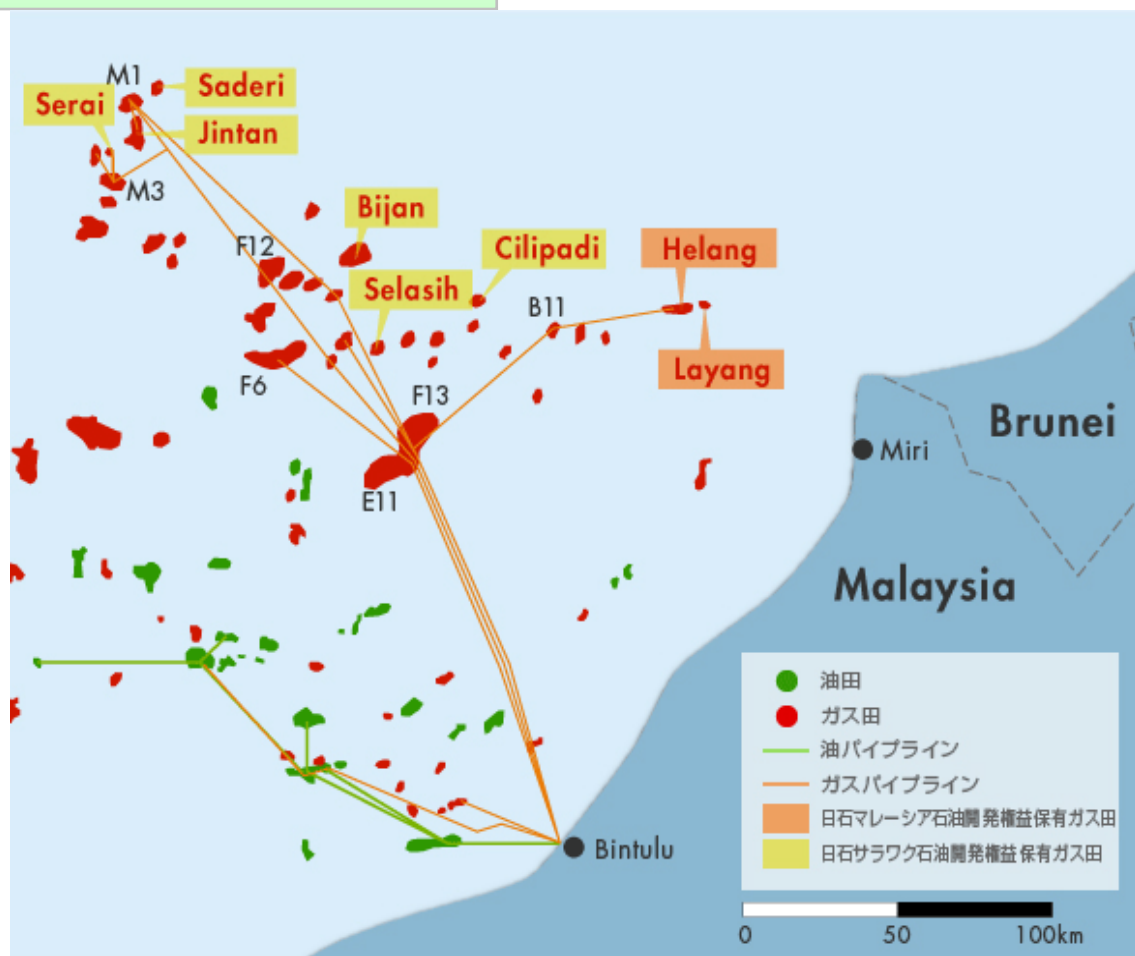 M1
Saderi
Serai
Jintan
M3
Bijan
F12
Cilipadi
Helang
Selasih
B11
Layang
F6
F13
Brunei
Miri
E11
Malaysia
油田
ガス田
油パイプライン
ガスパイプライン
日石マレーシア石油開発権益保有ガス田
日石サラワク石油開発権益保有ガス田
Bintulu
0 50 100km